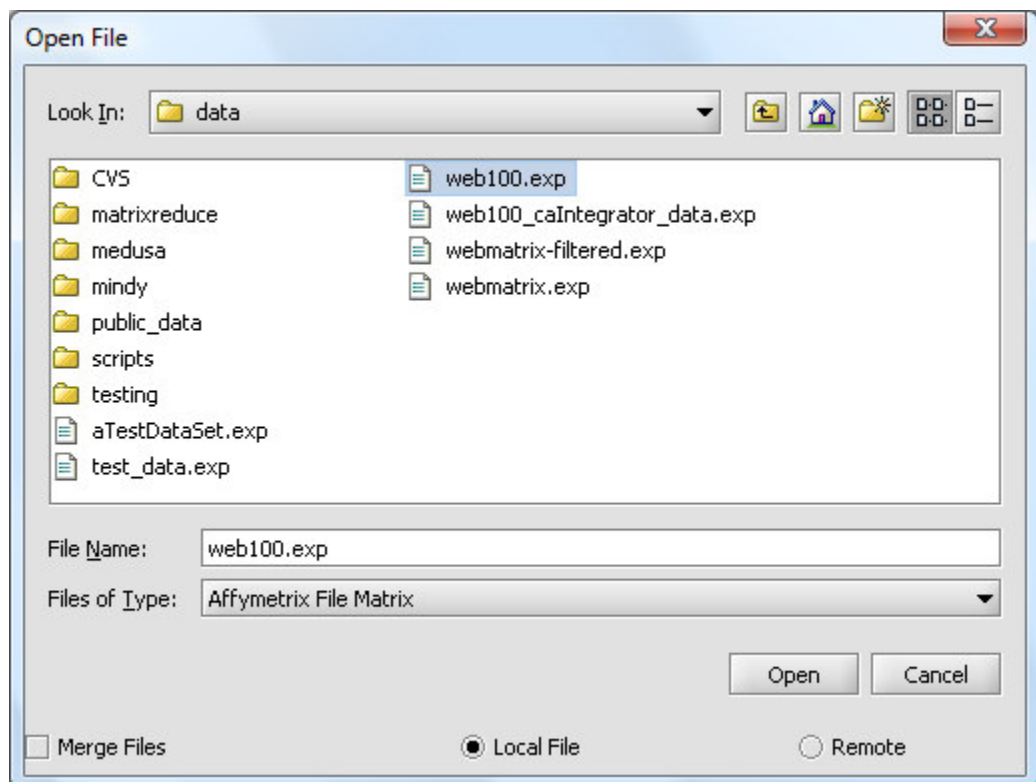 Open File
Look In: data
CVS
matrixreduce
medusa
mindy
public_data
scripts
testing
aTestDataSet.exp
test_data.exp
web100.exp
web100_caIntegrator_data.exp
webmatrix-filtered.exp
webmatrix.exp
File Name: web100.exp
Files of Type: Affymetrix File Matrix
Open Cancel
Merge Files Local File Remote